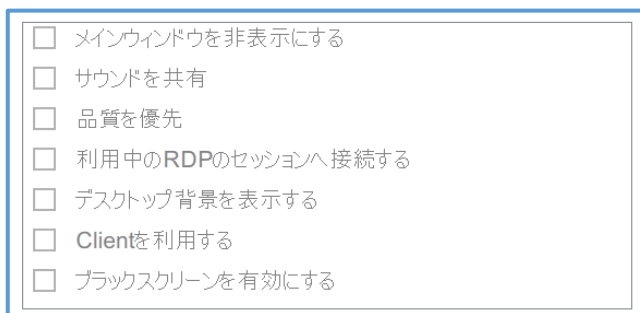 メインウィンドウを非表示にする
サウンドを共有
品質を優先
利用中のRDPのセッションへ接続する
デスクトップ背景を表示する
Clientを利用する
ブラックスクリーンを有効にする